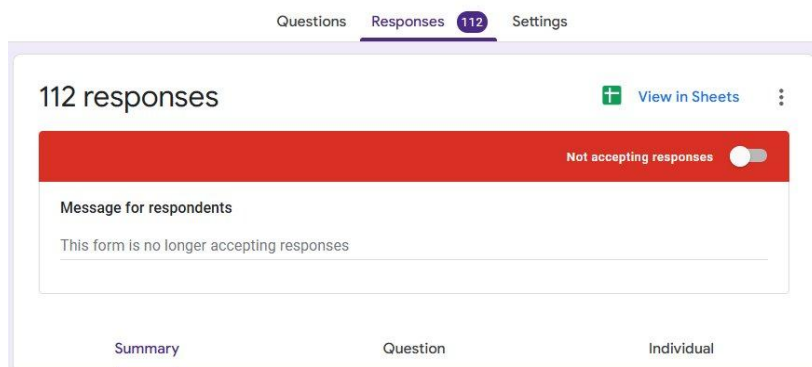 Questions Responses 112 Settings
112 responses
View in Sheets
Not accepting responses
Message for respondents
This form is no longer accepting responses
Summary Question Individual